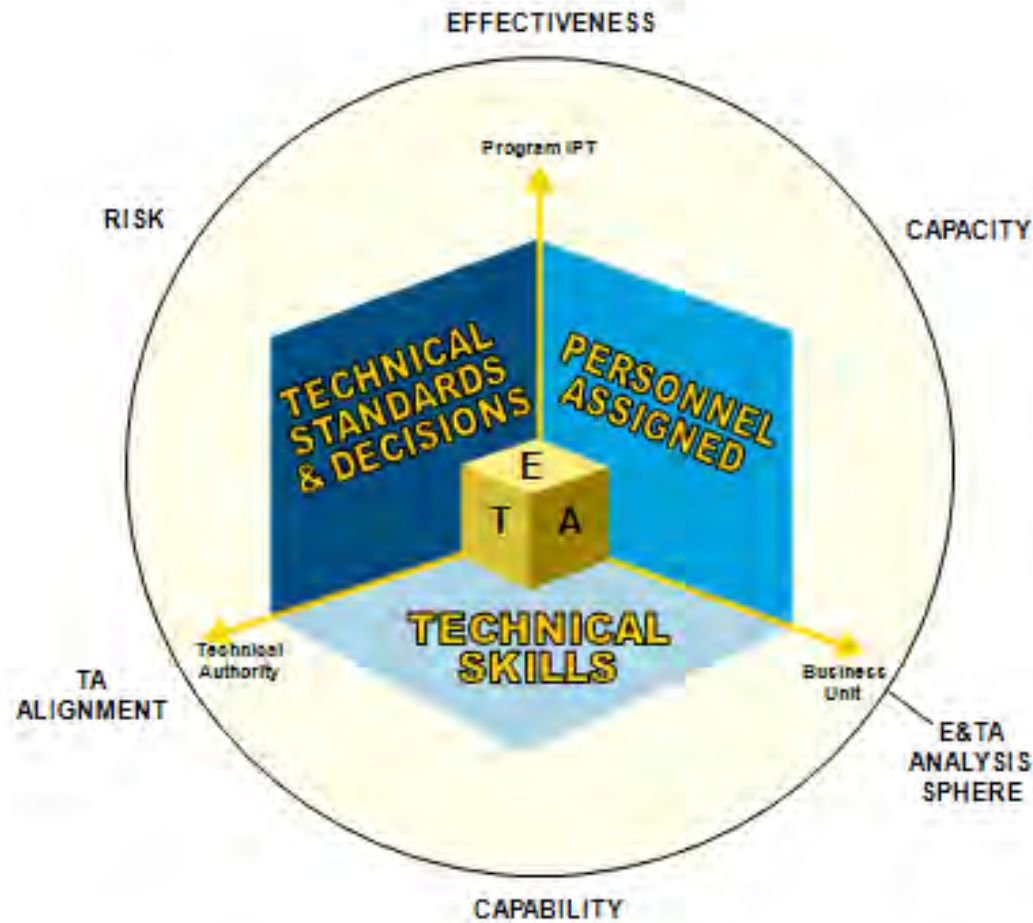 EFFECTIVENESS
Program IPT
RISK
CAPACITY
TECHNICAL
STANDARDS
& DECISIONS
PERSONNEL
ASSIGNED
E
T
A
TECHNICAL
SKILLS
Technical
Authority
Business
Unit
TA
ALIGNMENT
E&TA
ANALYSIS
SPHERE
CAPABILITY